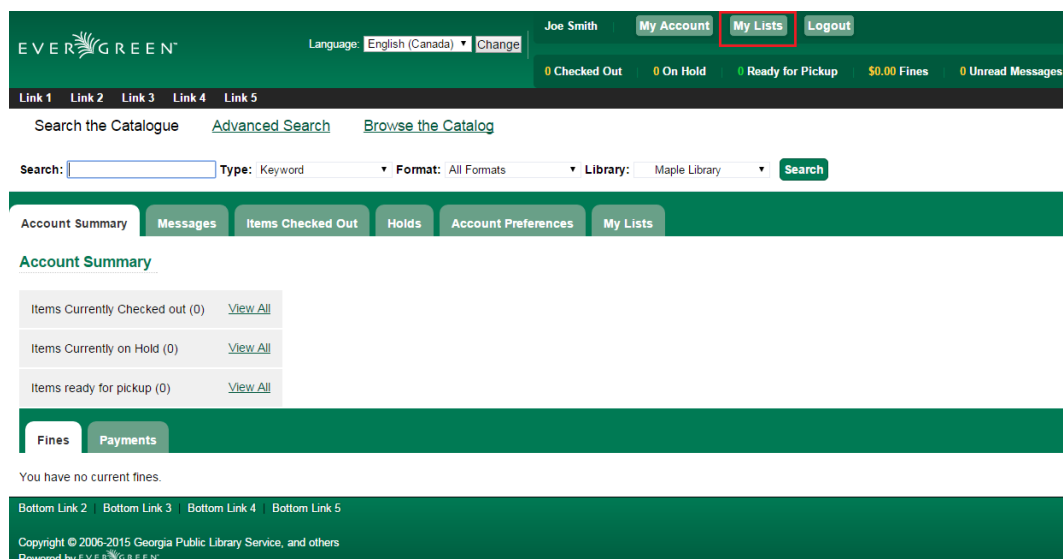 Joe Smith My Account My Lists Logout
EVERGREEN™ Language: English (Canada) Change
0 Checked Out 0 On Hold 0 Ready for Pickup $0.00 Fines 0 Unread Messages
Link 1 Link 2 Link 3 Link 4 Link 5
Search the Catalogue Advanced Search Browse the Catalog
Search: Type: Keyword Format: All Formats Library: Maple Library Search
Account Summary Messages Items Checked Out Holds Account Preferences My Lists
Account Summary
Items Currently Checked out (0) View All
Items Currently on Hold (0) View All
Items ready for pickup (0) View All
Fines Payments
You have no current fines.
Bottom Link 2 Bottom Link 3 Bottom Link 4 Bottom Link 5
Copyright © 2006-2015 Georgia Public Library Service, and others
Powered by EVERGREEN